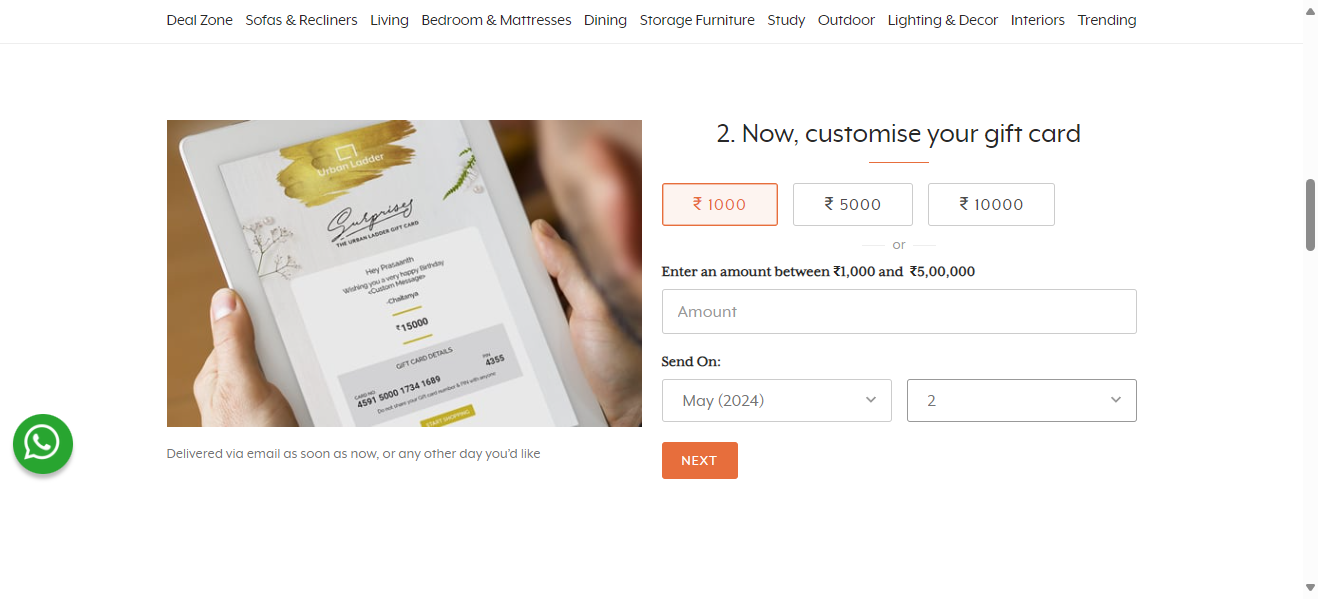 Deal Zone Sofas & Recliners Living Bedroom & Mattresses Dining Storage Furniture Study Outdoor Lighting & Decor Interiors Trending
Urban Ladder
Surprises
THE URBAN LADDER GIFT CARD
Hey Prasaanth
Wishing you a very happy Birthday
<Custom Message>
-Chaitanya
₹15000
GIFT CARD DETAILS
CARD NO PIN
4591 5000 1734 1689 4355
Do not share your Gift card number & PIN with anyone
START SHOPPING
Delivered via email as soon as now, or any other day you'd like
2. Now, customise your gift card
₹ 1000 ₹ 5000 ₹ 10000
or
Enter an amount between ₹1,000 and ₹5,00,000
Amount
Send On:
May (2024) 2
NEXT